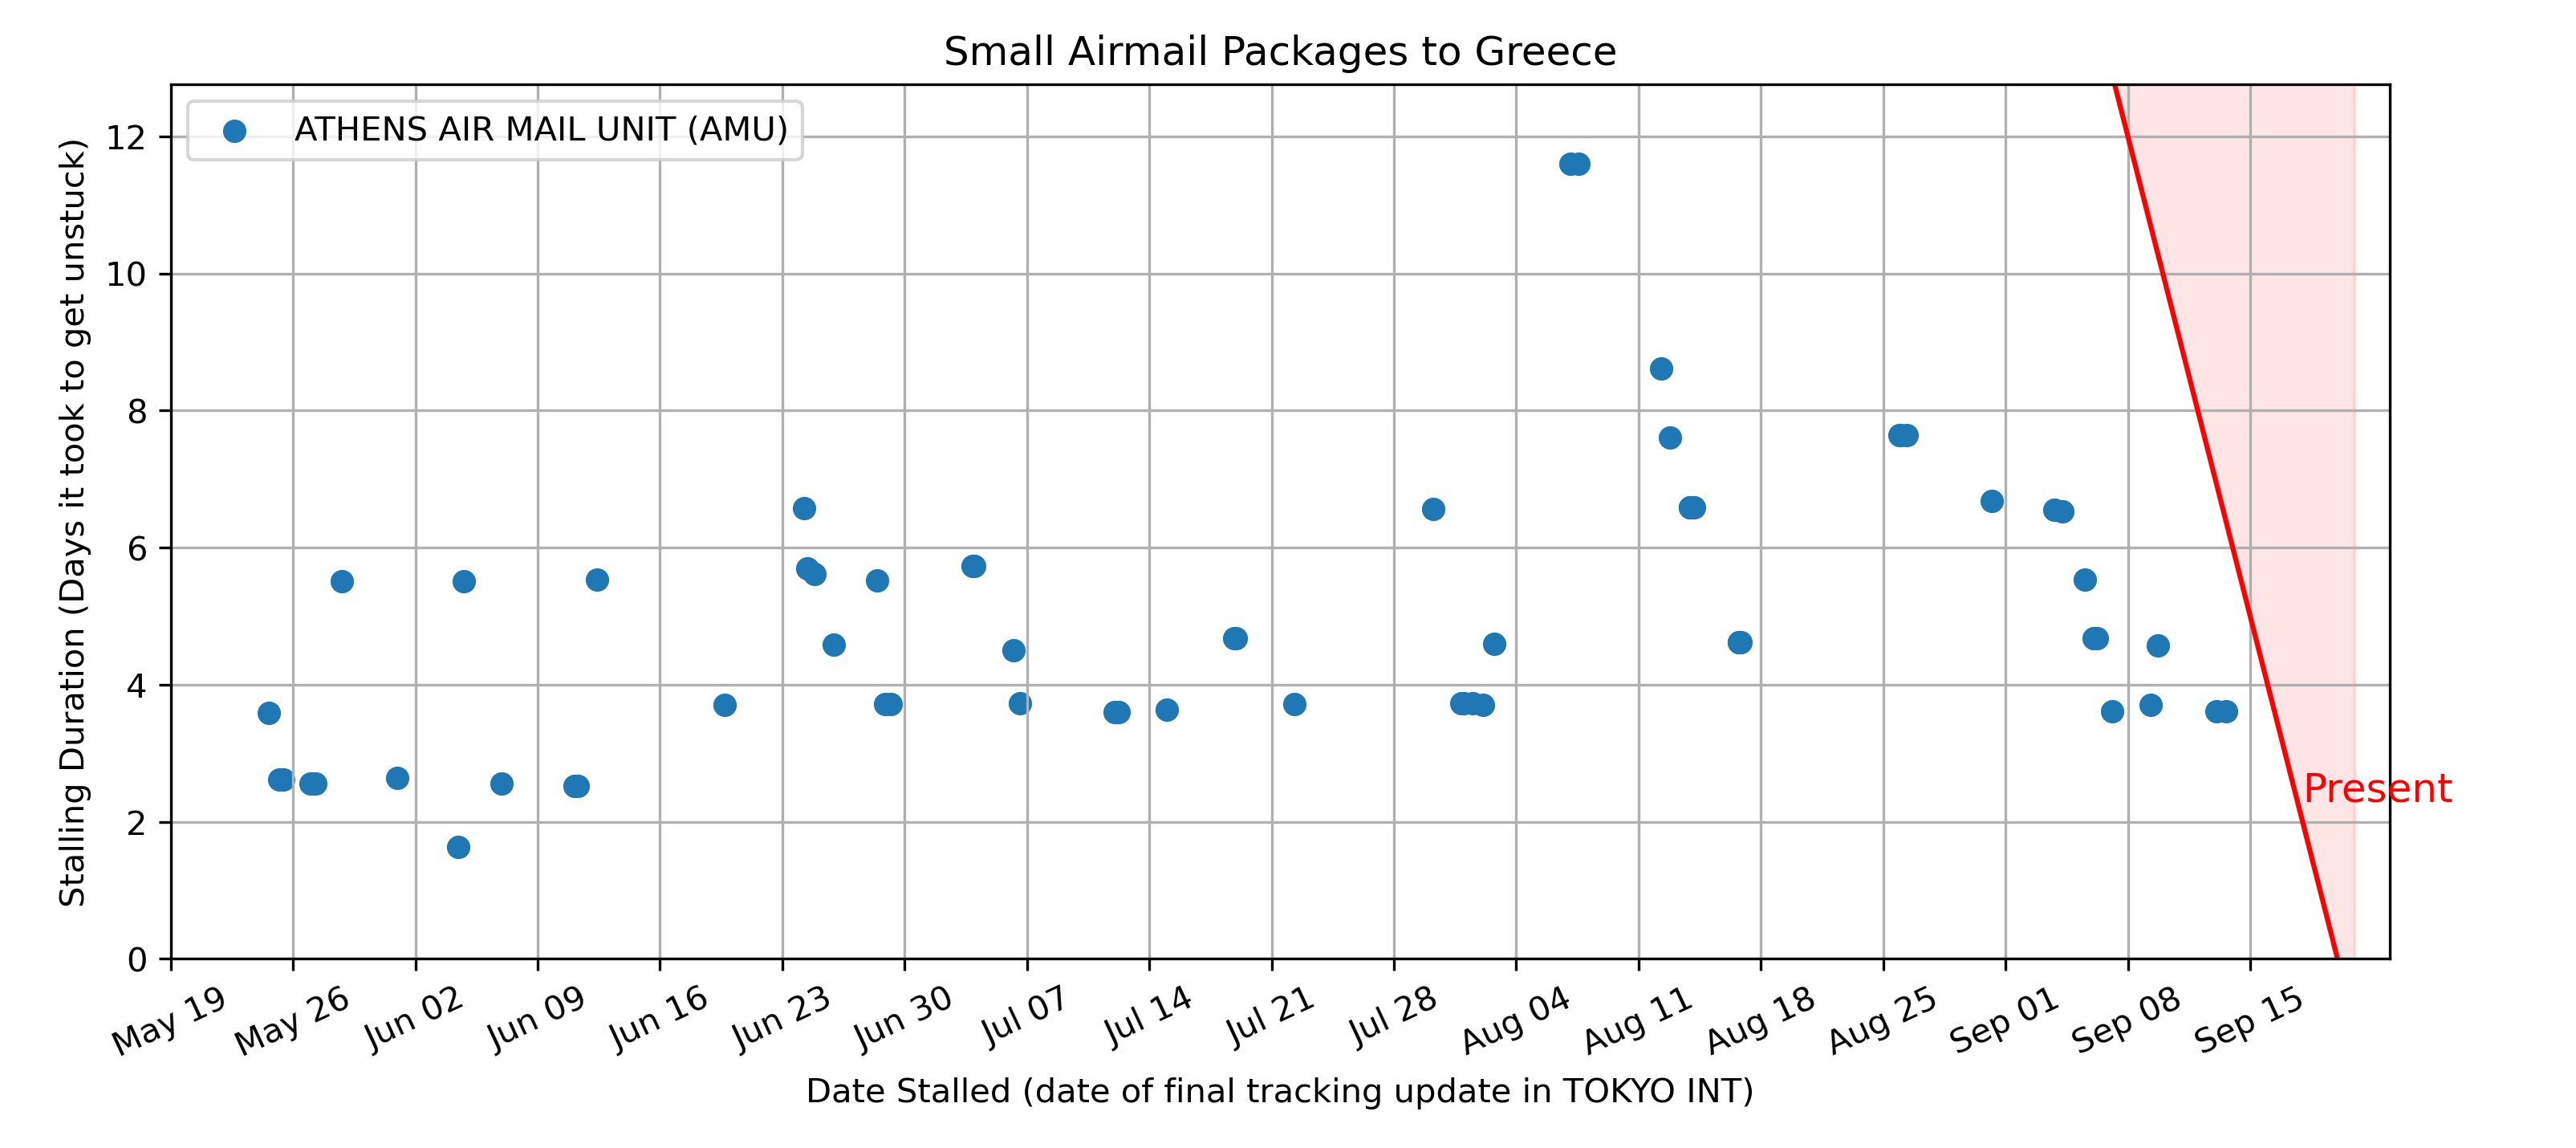 Small Airmail Packages to Greece
ATHENS AIR MAIL UNIT (AMU)
Stalling Duration (Days it took to get unstuck)
12
10
8
6
4
2
0
Present
May 19
May 26
Jun 02
Jun 09
Jun 16
Jun 23
Jun 30
Jul 07
Jul 14
Jul 21
Jul 28
Aug 04
Aug 11
Aug 18
Aug 25
Sep 01
Sep 08
Sep 15
Date Stalled (date of final tracking update in TOKYO INT)